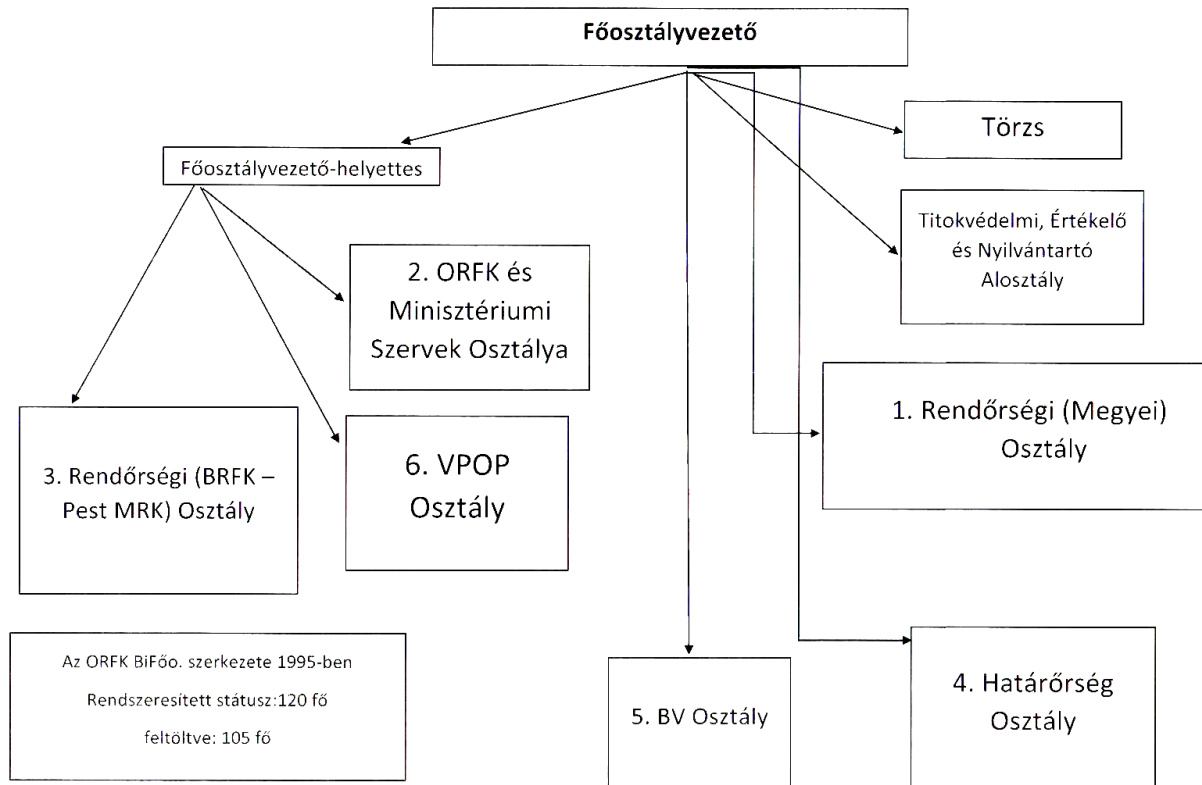 Főosztályvezető
Törzs
Főosztályvezető-helyettes
Titokvédelmi, Értékelő
és Nyilvántartó
Alosztály
2. ORFK és
Minisztériumi
Szervek Osztálya
1. Rendőrségi (Megyei)
Osztály
3. Rendőrségi (BRFK –
Pest MRK) Osztály
6. VPOP
Osztály
Az ORFK BiFőo. szerkezete 1995-ben
Rendszeresített státusz:120 fő
feltöltve: 105 fő
5. BV Osztály
4. Határőrség
Osztály